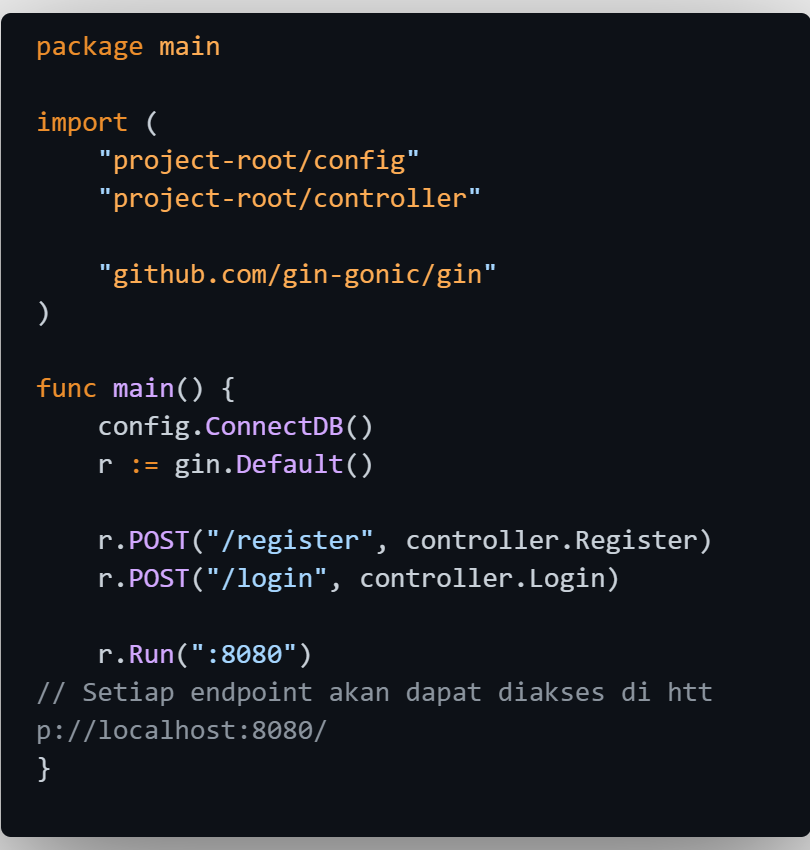 package main

import (
    "project-root/config"
    "project-root/controller"

    "github.com/gin-gonic/gin"
)

func main() {
    config.ConnectDB()
    r := gin.Default()

    r.POST("/register", controller.Register)
    r.POST("/login", controller.Login)

    r.Run(":8080")
// Setiap endpoint akan dapat diakses di htt
p://localhost:8080/
}